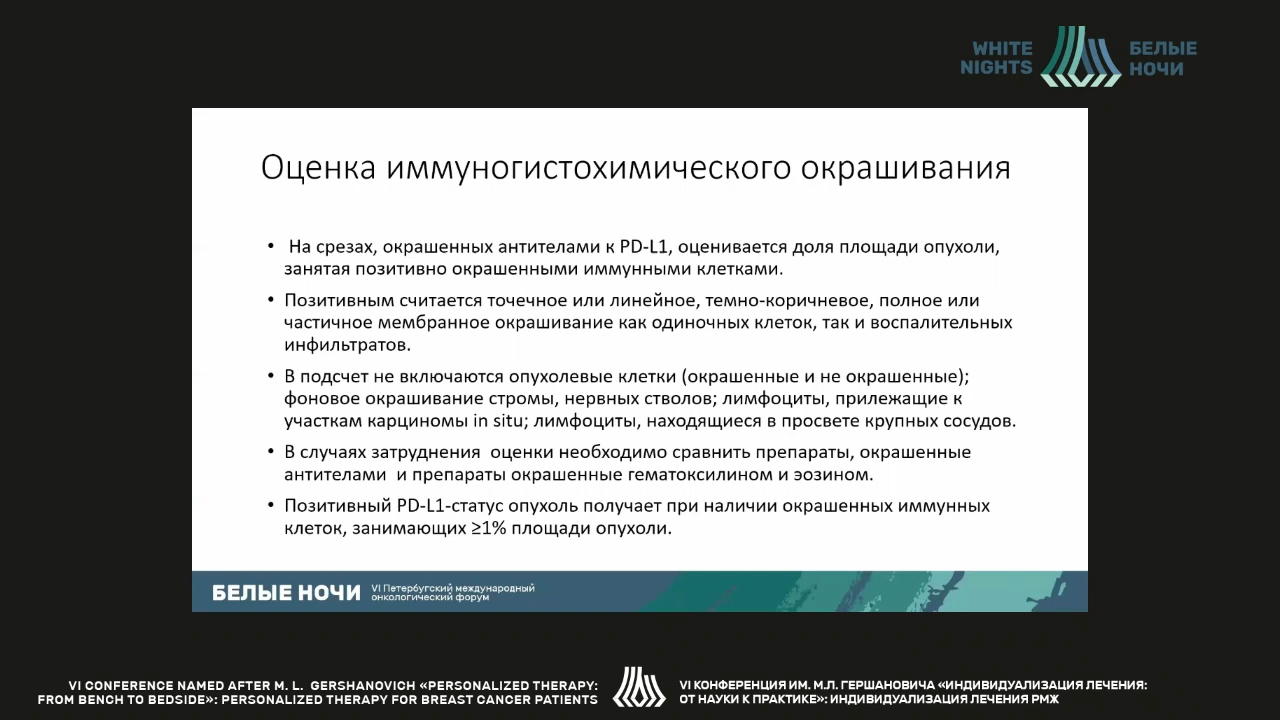 WHITE
NIGHTS
БЕЛЫЕ
НОЧИ
Оценка иммуногистохимического окрашивания
• На срезах, окрашенных антителами к PD-L1, оценивается доля площади опухоли,
занятая позитивно окрашенными иммунными клетками.
• Позитивным считается точечное или линейное, темно-коричневое, полное или
частичное мембранное окрашивание как одиночных клеток, так и воспалительных
инфильтратов.
• В подсчет не включаются опухолевые клетки (окрашенные и не окрашенные);
фоновое окрашивание стромы, нервных стволов; лимфоциты, прилежащие к
участкам карциномы in situ; лимфоциты, находящиеся в просвете крупных сосудов.
• В случаях затруднения оценки необходимо сравнить препараты, окрашенные
антителами и препараты окрашенные гематоксилином и эозином.
• Позитивный PD-L1-статус опухоль получает при наличии окрашенных иммунных
клеток, занимающих ≥1% площади опухоли.
БЕЛЫЕ НОЧИ
VI Петербургский международный
онкологический форум
VI CONFERENCE NAMED AFTER M. L. GERSHANOVICH «PERSONALIZED THERAPY:
FROM BENCH TO BEDSIDE»: PERSONALIZED THERAPY FOR BREAST CANCER PATIENTS
VI КОНФЕРЕНЦИЯ ИМ. М.Л. ГЕРШАНОВИЧА «ИНДИВИДУАЛИЗАЦИЯ ЛЕЧЕНИЯ:
ОТ НАУКИ К ПРАКТИКЕ»: ИНДИВИДУАЛИЗАЦИЯ ЛЕЧЕНИЯ РМЖ